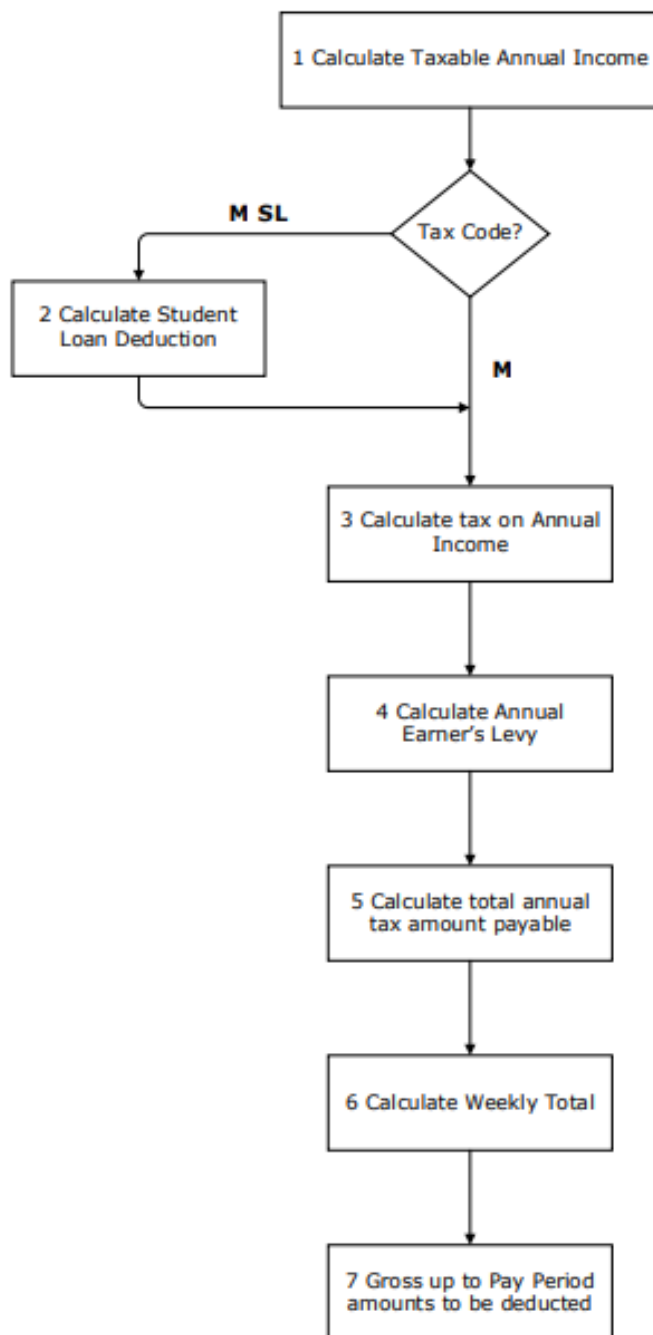 1 Calculate Taxable Annual Income
M SL
Tax Code?
2 Calculate Student
Loan Deduction
M
3 Calculate tax on Annual
Income
4 Calculate Annual
Earner's Levy
5 Calculate total annual
tax amount payable
6 Calculate Weekly Total
7 Gross up to Pay Period
amounts to be deducted